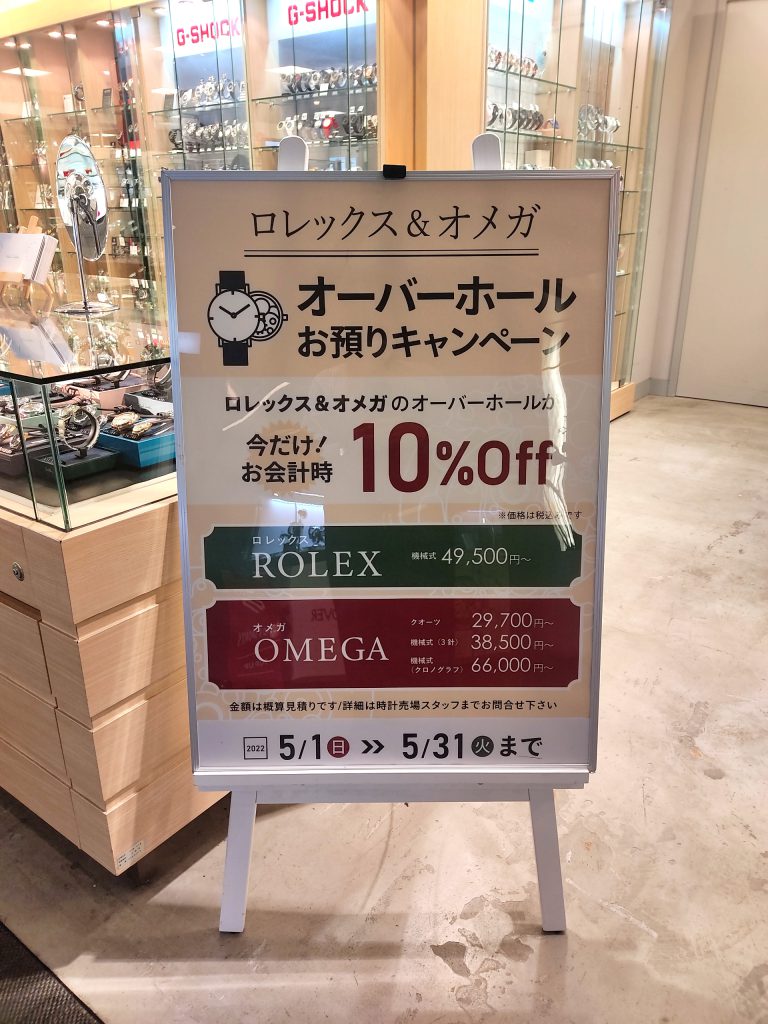 G-SHOCK
G-SHOCK
ロレックス&オメガ
オーバーホール
お預りキャンペーン
ロレックス&オメガのオーバーホールが
今だけ!
お会計時
10%Off
※価格は税込みです
ロレックス
ROLEX
機械式 49,500円~
オメガ
OMEGA
クオーツ 29,700円~
機械式(3針) 38,500円~
機械式
(クロノグラフ) 66,000円~
金額は概算見積りです/詳細は時計売場スタッフまでお問合せ下さい
2022 5/1日 >> 5/31火まで